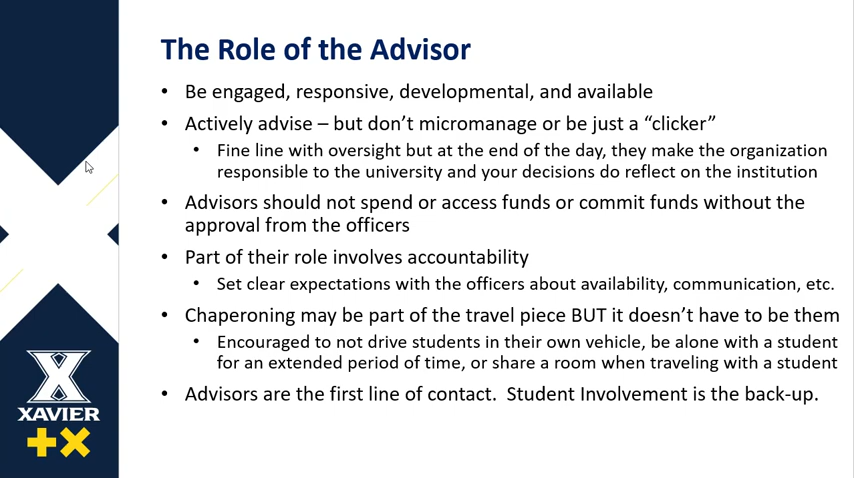 The Role of the Advisor
• Be engaged, responsive, developmental, and available
• Actively advise – but don’t micromanage or be just a “clicker”
• Fine line with oversight but at the end of the day, they make the organization
responsible to the university and your decisions do reflect on the institution
• Advisors should not spend or access funds or commit funds without the
approval from the officers
• Part of their role involves accountability
• Set clear expectations with the officers about availability, communication, etc.
• Chaperoning may be part of the travel piece BUT it doesn’t have to be them
• Encouraged to not drive students in their own vehicle, be alone with a student
for an extended period of time, or share a room when traveling with a student
• Advisors are the first line of contact.  Student Involvement is the back-up.
X
XAVIER